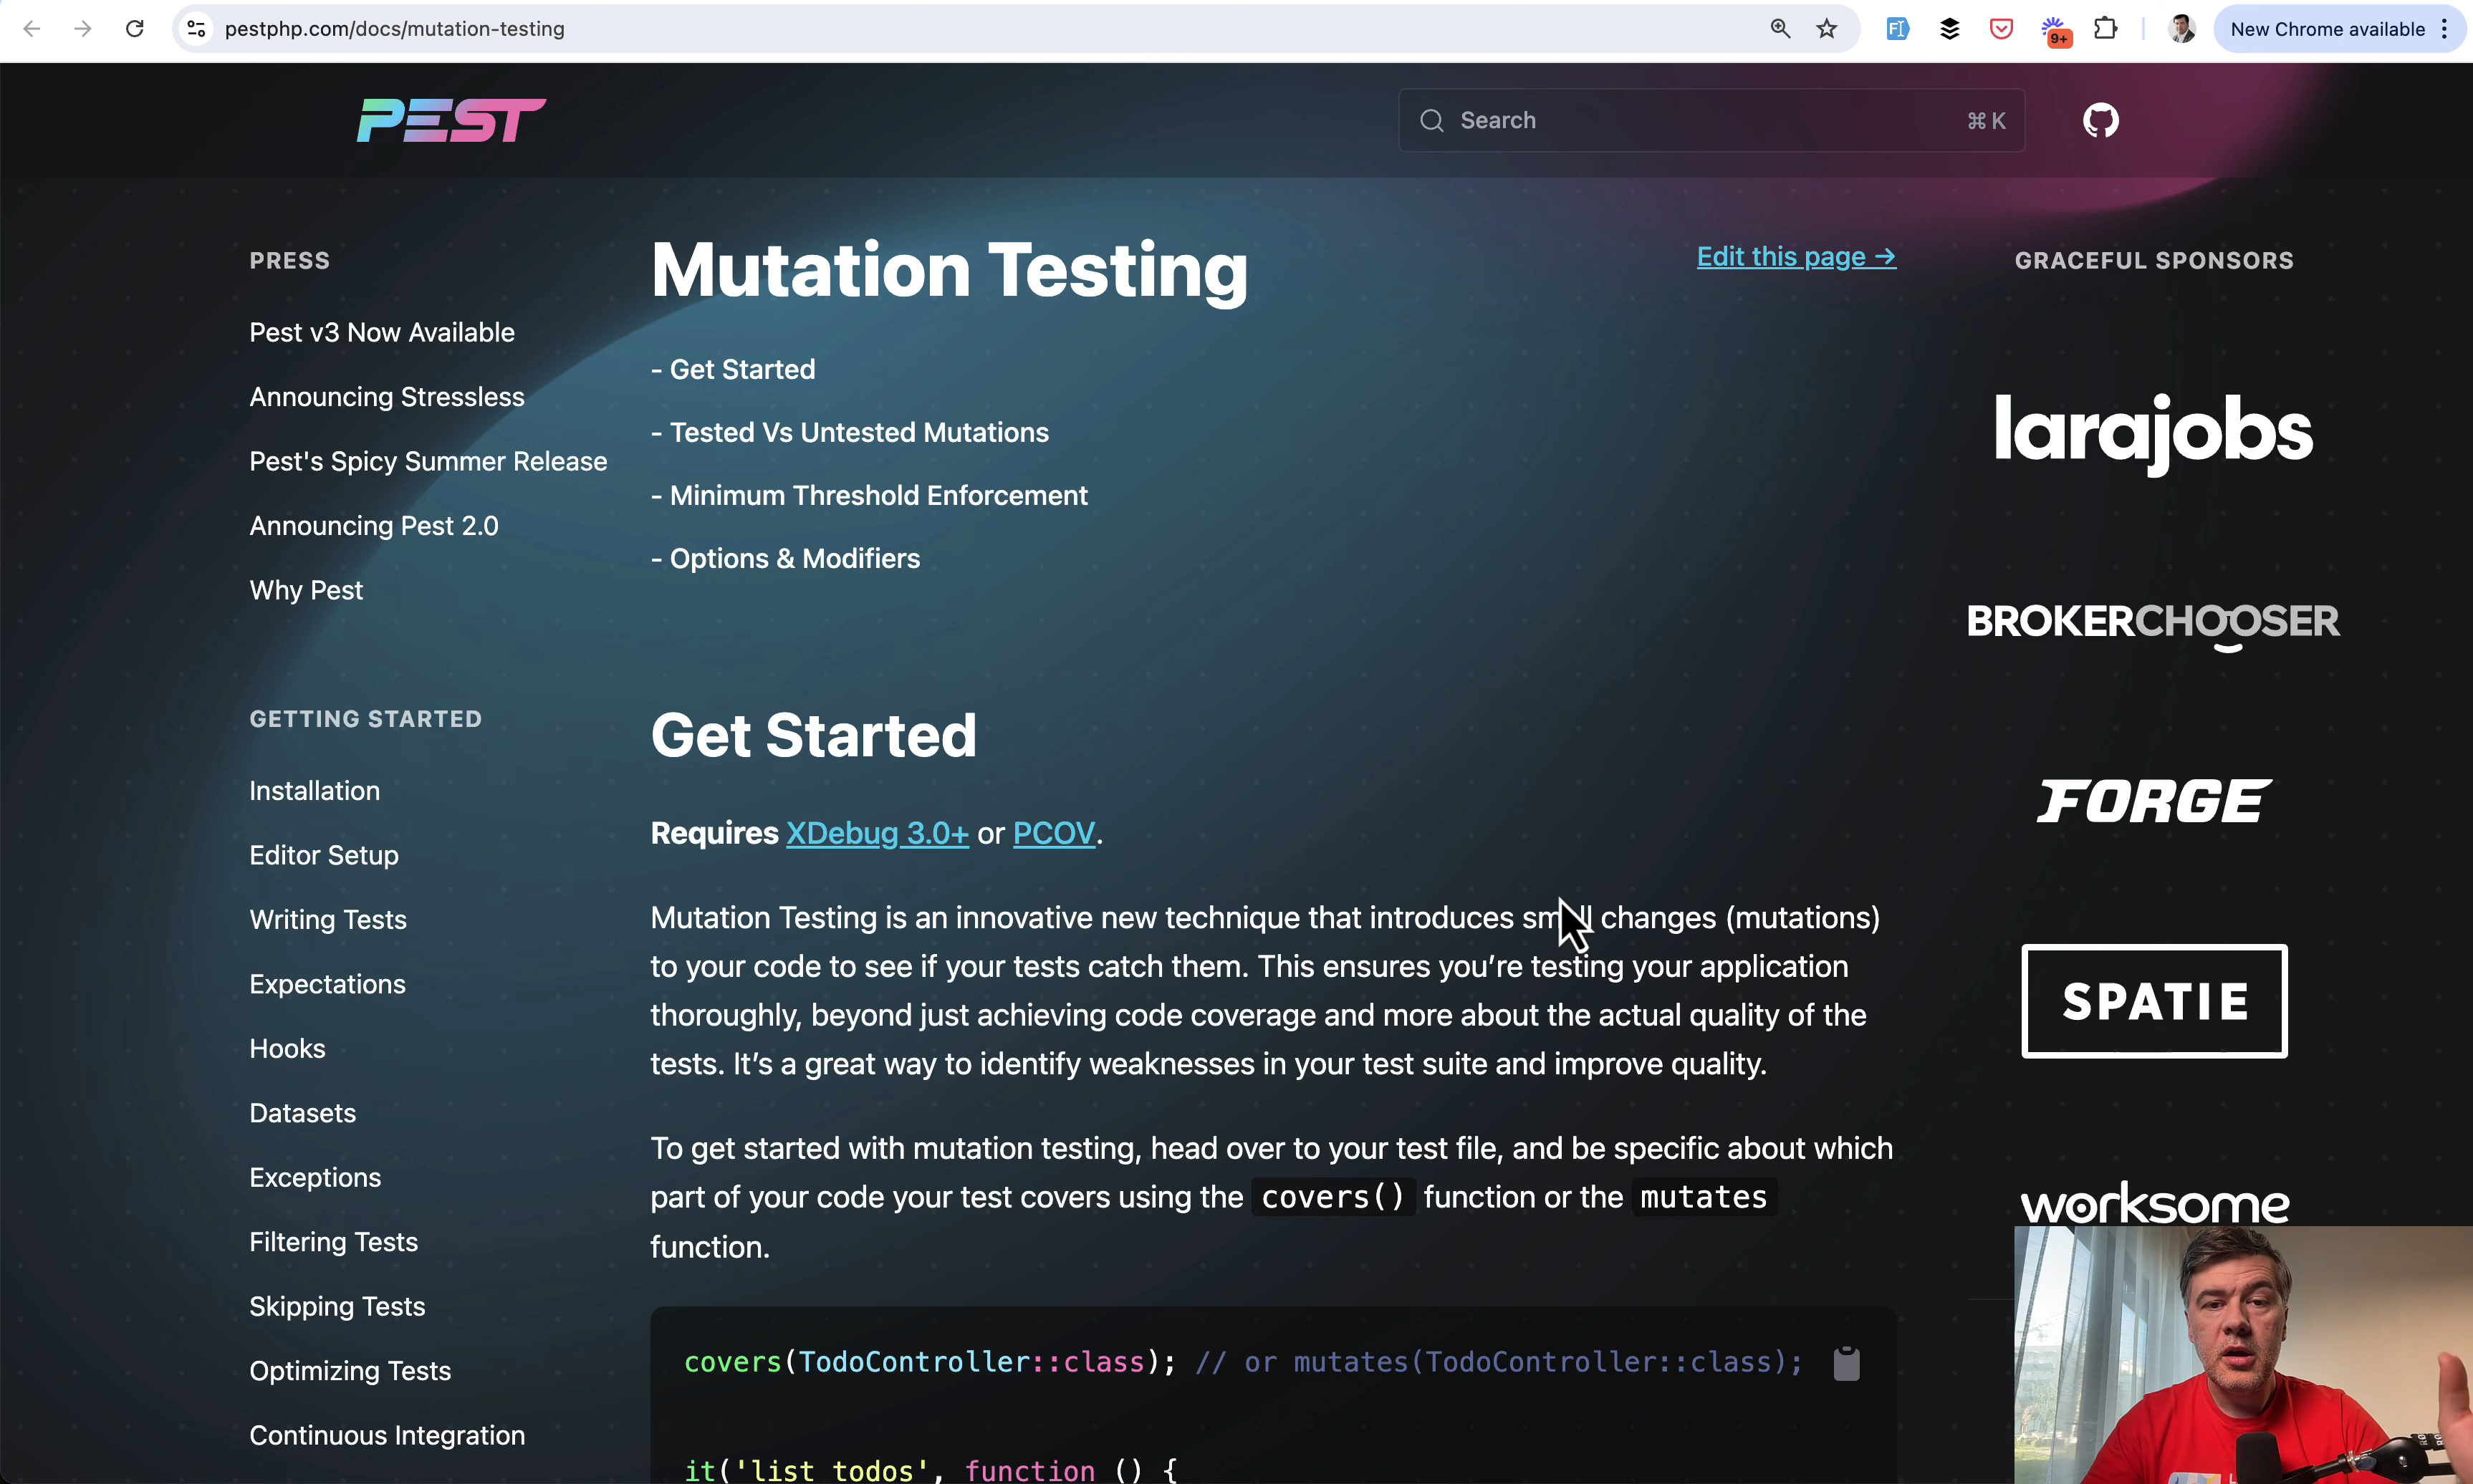 pestphp.com/docs/mutation-testing
9+
New Chrome available
PEST
Search
⌘ K
PRESS
Pest v3 Now Available
Announcing Stressless
Pest's Spicy Summer Release
Announcing Pest 2.0
Why Pest
GETTING STARTED
Installation
Editor Setup
Writing Tests
Expectations
Hooks
Datasets
Exceptions
Filtering Tests
Skipping Tests
Optimizing Tests
Continuous Integration
Mutation Testing
Edit this page →
- Get Started
- Tested Vs Untested Mutations
- Minimum Threshold Enforcement
- Options & Modifiers
Get Started
Requires XDebug 3.0+ or PCOV.
Mutation Testing is an innovative new technique that introduces small changes (mutations)
to your code to see if your tests catch them. This ensures you’re testing your application
thoroughly, beyond just achieving code coverage and more about the actual quality of the
tests. It’s a great way to identify weaknesses in your test suite and improve quality.
To get started with mutation testing, head over to your test file, and be specific about which
part of your code your test covers using the covers() function or the mutates
function.
covers(TodoController::class); // or mutates(TodoController::class);
it('list todos', function () {
GRACEFUL SPONSORS
larajobs
BROKERCHOOSER
FORGE
SPATIE
worksome